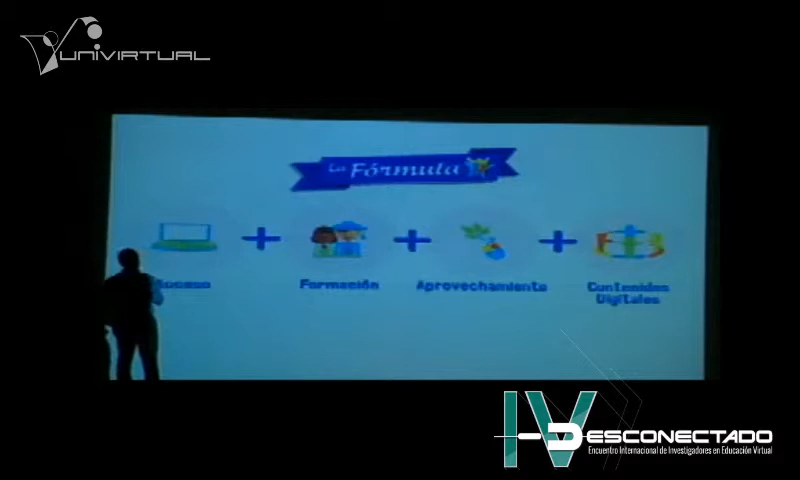 UNIVIRTUAL
La Fórmula
Acceso
Formación
Aprovechamiento
Contenidos
Digitales
IV
DESCONECTADO
Encuentro Internacional de Investigadores en Educación Virtual